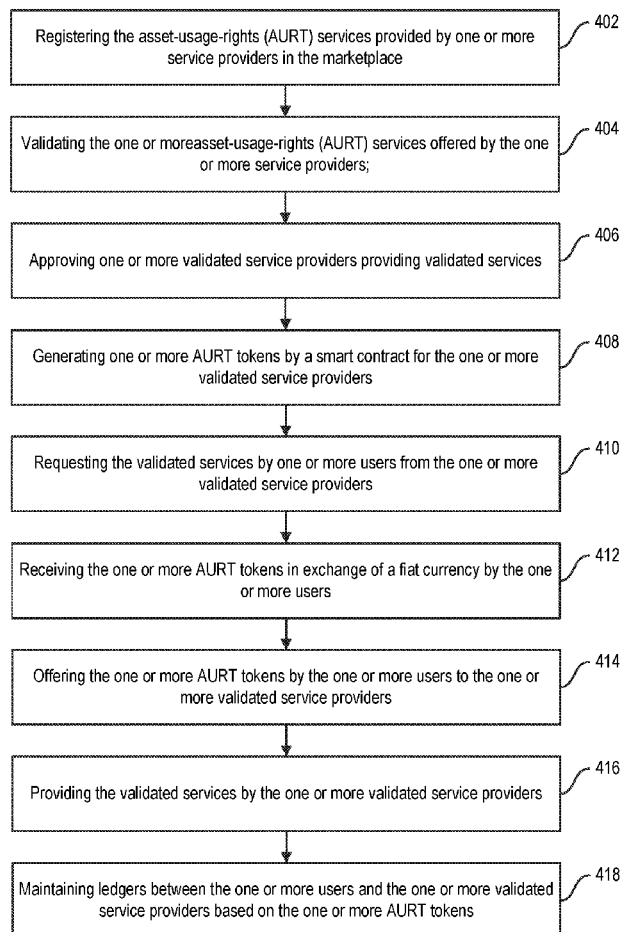 Registering the asset-usage-rights (AURT) services provided by one or more
service providers in the marketplace
402
Validating the one or moreasset-usage-rights (AURT) services offered by the one
or more service providers;
404
Approving one or more validated service providers providing validated services
406
Generating one or more AURT tokens by a smart contract for the one or more
validated service providers
408
Requesting the validated services by one or more users from the one or more
validated service providers
410
Receiving the one or more AURT tokens in exchange of a fiat currency by the one
or more users
412
Offering the one or more AURT tokens by the one or more users to the one or
more validated service providers
414
Providing the validated services by the one or more validated service providers
416
Maintaining ledgers between the one or more users and the one or more validated
service providers based on the one or more AURT tokens
418